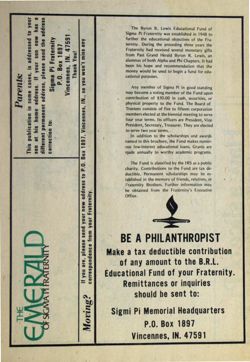 THE
EMERALD
OF SIGMA PI FRATERNITY
Parents:
This publication in some cases, is addressed to your
son at his home address. If your son now has a
different permanent address, please send the address
correction to:
Sigma Pi Fraternity
P.O. Box 1897
Vincennes, IN. 47591
Thank You!
Moving?
If you are, please send your new address to P.O. Box 1897, Vincennes, IN, so you won't miss any
correspondence from your Fraternity.
The Byron R. Lewis Educational Fund of
Sigma Pi Fraternity was established in 1948 to
further the educational objectives of the Fra-
ternity. During the preceding three years the
Fraternity had received several monetary gifts
from Past Grand Herald Byron R. Lewis, an
alumnus of both Alpha and Phi Chapters. It had
been his hope and recommendation that the
money would be used to begin a fund for edu-
cational purposes.
Any member of Sigma Pi in good standing
may become a voting member of the Fund upon
contribution of $30.00 in cash, securities, or
physical property to the Fund. The Board of
Trustees consists of five to fifteen corporation
members elected at the biennial meeting to serve
four year terms. Its officers are President, Vice
President, Secretary, Treasurer. They are elected
to serve two year terms.
In addition to the scholarships and awards
named in this brochure, the Fund makes numer-
ous low-interest educational loans. Grants are
made annually to worthy academic programs.
The Fund is classified by the IRS as a public
charity. Contributions to the Fund are tax de-
ductible. Permanent scholarships may be es-
tablished in the memory of friends, relatives, or
Fraternity Brothers. Further information may
be obtained from the Fraternity's Executive
Office.
BE A PHILANTHROPIST
Make a tax deductible contribution
of any amount to the B.R.L.
Educational Fund of your Fraternity.
Remittances or inquiries
should be sent to:
Sigmi Pi Memorial Headquarters
P.O. Box 1897
Vincennes, IN. 47591